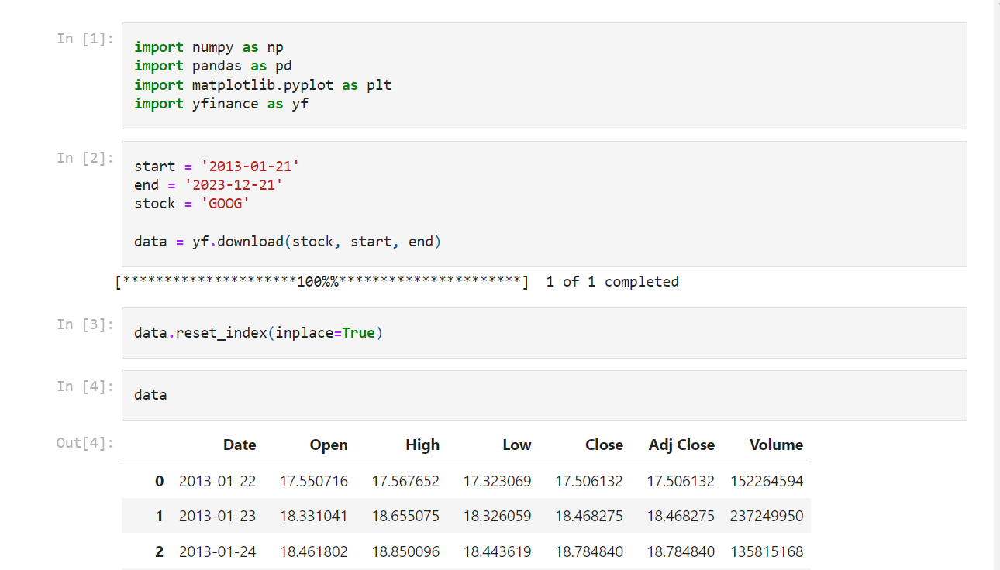 In [1]:
import numpy as np
import pandas as pd
import matplotlib.pyplot as plt
import yfinance as yf
In [2]:
start = '2013-01-21'
end = '2023-12-21'
stock = 'GOOG'
data = yf.download(stock, start, end)
[*********************100%%**********************]  1 of 1 completed
In [3]:
data.reset_index(inplace=True)
In [4]:
data
Out[4]:
Date Open High Low Close Adj Close Volume
0 2013-01-22 17.550716 17.567652 17.323069 17.506132 17.506132 152264594
1 2013-01-23 18.331041 18.655075 18.326059 18.468275 18.468275 237249950
2 2013-01-24 18.461802 18.850096 18.443619 18.784840 18.784840 135815168